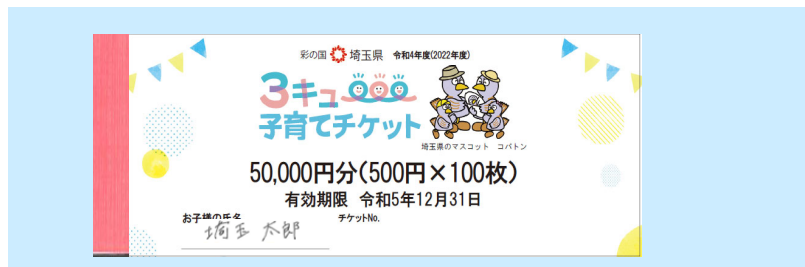 彩の国 埼玉県 令和4年度(2022年度)
3キュー
子育てチケット
埼玉県のマスコット コバトン
50,000円分(500円×100枚)
有効期限 令和5年12月31日
お子様の氏名 チケットNo.
埼玉 太郎